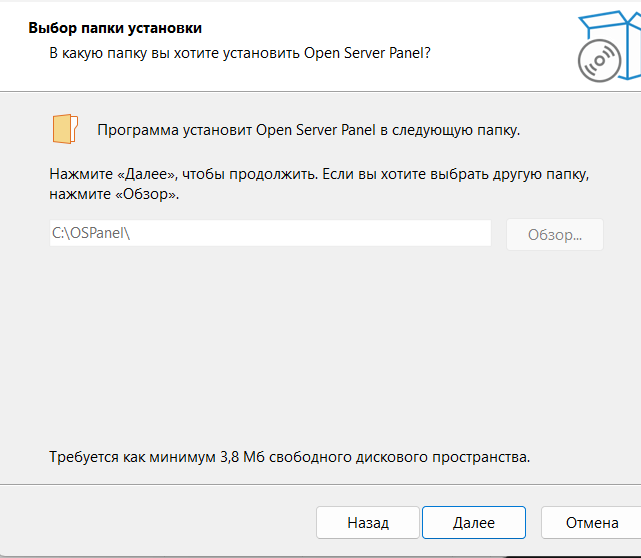 Выбор папки установки
В какую папку вы хотите установить Open Server Panel?
Программа установит Open Server Panel в следующую папку.
Нажмите «Далее», чтобы продолжить. Если вы хотите выбрать другую папку,
нажмите «Обзор».
C:\OSPanel\
Обзор...
Требуется как минимум 3,8 Мб свободного дискового пространства.
Назад
Далее
Отмена